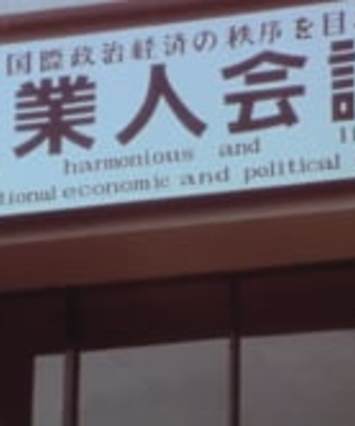 国際政治経済の秩序を目
業人会議
harmonious and
tional economic and political